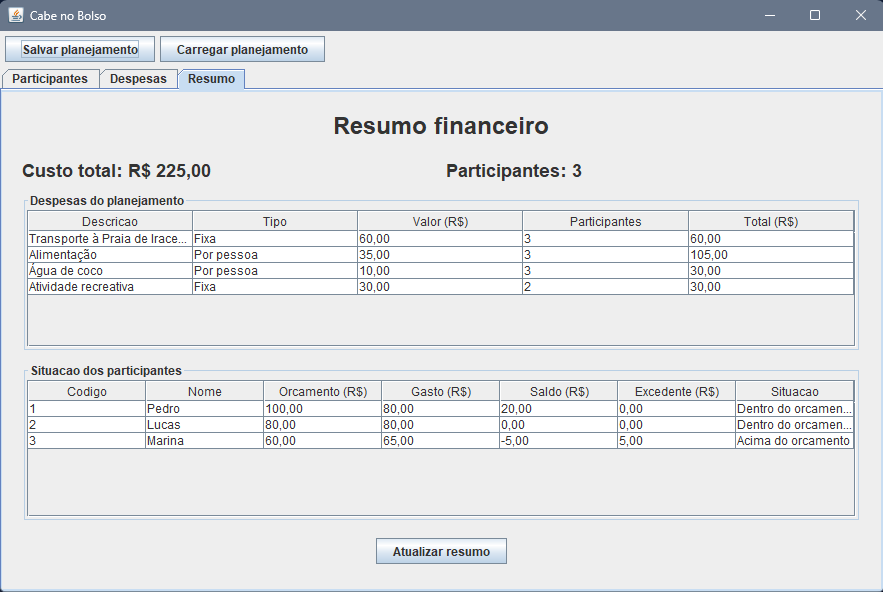 Cabe no Bolso
Salvar planejamento Carregar planejamento
Participantes Despesas Resumo
Resumo financeiro
Custo total: R$ 225,00 Participantes: 3
Despesas do planejamento
Descricao Tipo Valor (R$) Participantes Total (R$)
Transporte à Praia de Irace... Fixa 60,00 3 60,00
Alimentação Por pessoa 35,00 3 105,00
Água de coco Por pessoa 10,00 3 30,00
Atividade recreativa Fixa 30,00 2 30,00
Situacao dos participantes
Codigo Nome Orcamento (R$) Gasto (R$) Saldo (R$) Excedente (R$) Situacao
1 Pedro 100,00 80,00 20,00 0,00 Dentro do orcamen...
2 Lucas 80,00 80,00 0,00 0,00 Dentro do orcamen...
3 Marina 60,00 65,00 -5,00 5,00 Acima do orcamento
Atualizar resumo